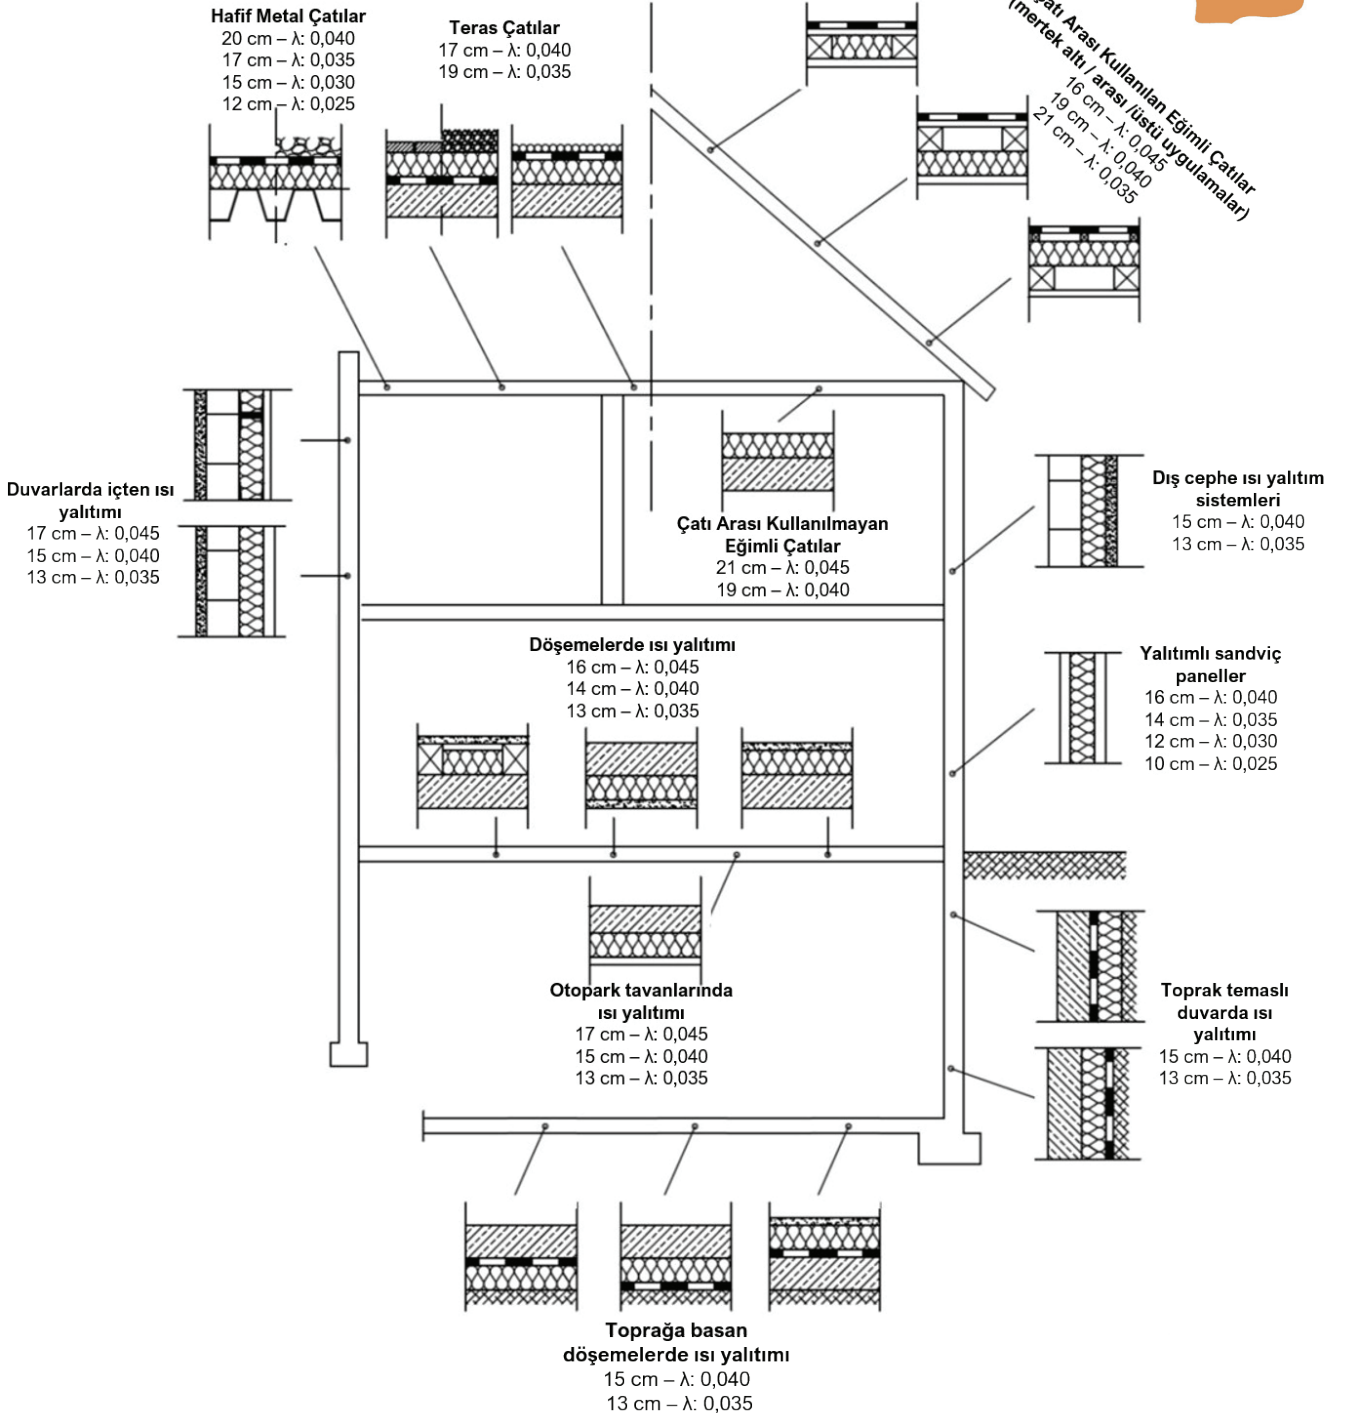 Hafif Metal Çatılar
20 cm – λ: 0,040
17 cm – λ: 0,035
15 cm – λ: 0,030
12 cm – λ: 0,025
Teras Çatılar
17 cm – λ: 0,040
19 cm – λ: 0,035
Çatı Arası Kullanılan Eğimli Çatılar
(mertek altı / arası /üstü uygulamalar)
16 cm – λ: 0,045
19 cm – λ: 0,040
21 cm – λ: 0,035
Duvarlarda içten ısı
yalıtımı
17 cm – λ: 0,045
15 cm – λ: 0,040
13 cm – λ: 0,035
Çatı Arası Kullanılmayan
Eğimli Çatılar
21 cm – λ: 0,045
19 cm – λ: 0,040
Dış cephe ısı yalıtım
sistemleri
15 cm – λ: 0,040
13 cm – λ: 0,035
Döşemelerde ısı yalıtımı
16 cm – λ: 0,045
14 cm – λ: 0,040
13 cm – λ: 0,035
Yalıtımlı sandviç
paneller
16 cm – λ: 0,040
14 cm – λ: 0,035
12 cm – λ: 0,030
10 cm – λ: 0,025
Otopark tavanlarında
ısı yalıtımı
17 cm – λ: 0,045
15 cm – λ: 0,040
13 cm – λ: 0,035
Toprak temaslı
duvarda ısı
yalıtımı
15 cm – λ: 0,040
13 cm – λ: 0,035
Toprağa basan
döşemelerde ısı yalıtımı
15 cm – λ: 0,040
13 cm – λ: 0,035